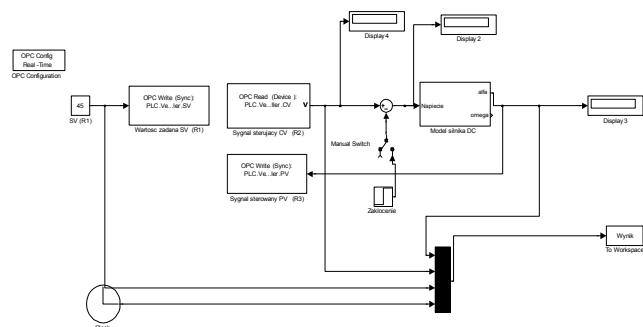 Display 4
Display 2
OPC Config
Real -Time
OPC Configuration
45
SV (R1)
OPC Write (Sync):
PLC.Ve...ler.SV
Wartosc zadana SV (R1)
OPC Read (Device ):
PLC.Ve...ller.CV
V
Sygnal sterujacy CV (R2)
Napiecie
alfa
omega
Model silnika DC
Display 3
Manual Switch
OPC Write (Sync):
PLC.Ve...ler.PV
Sygnal sterowany PV (R3)
Zaklocenie
Wynik
To Workspace
Clock